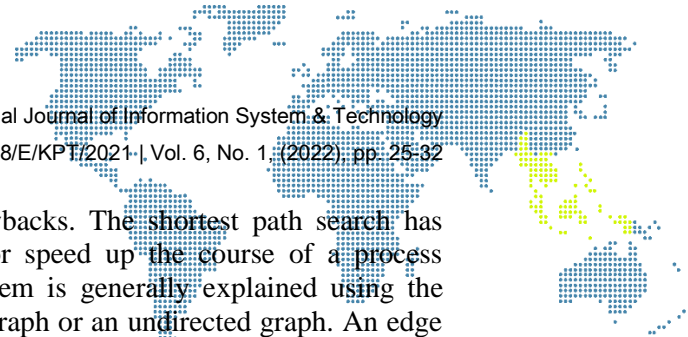 al Journal of Information System & Technology
8/E/KPT/2021 | Vol. 6, No. 1, (2022), pp. 25-32
backs. The shortest path search has
r speed up the course of a process
em is generally explained using the
raph or an undirected graph. An edge